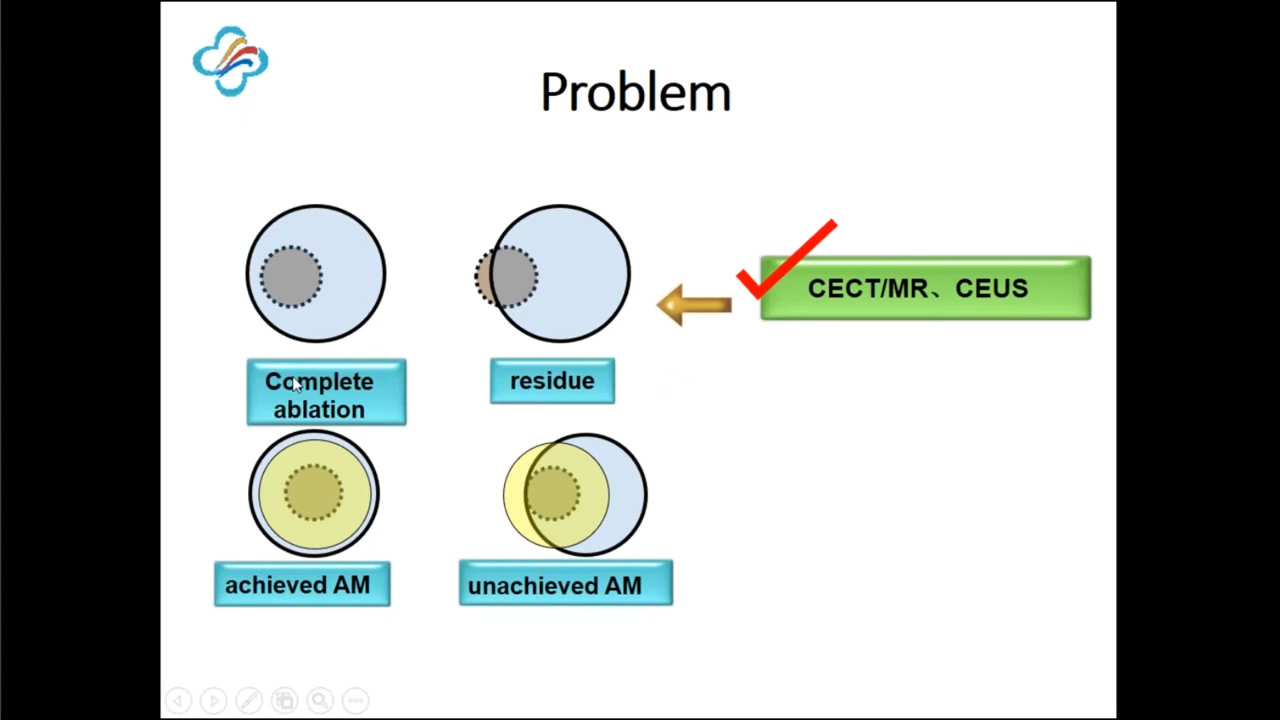 Problem
CECT/MR、CEUS
Complete
ablation
residue
achieved AM
unachieved AM